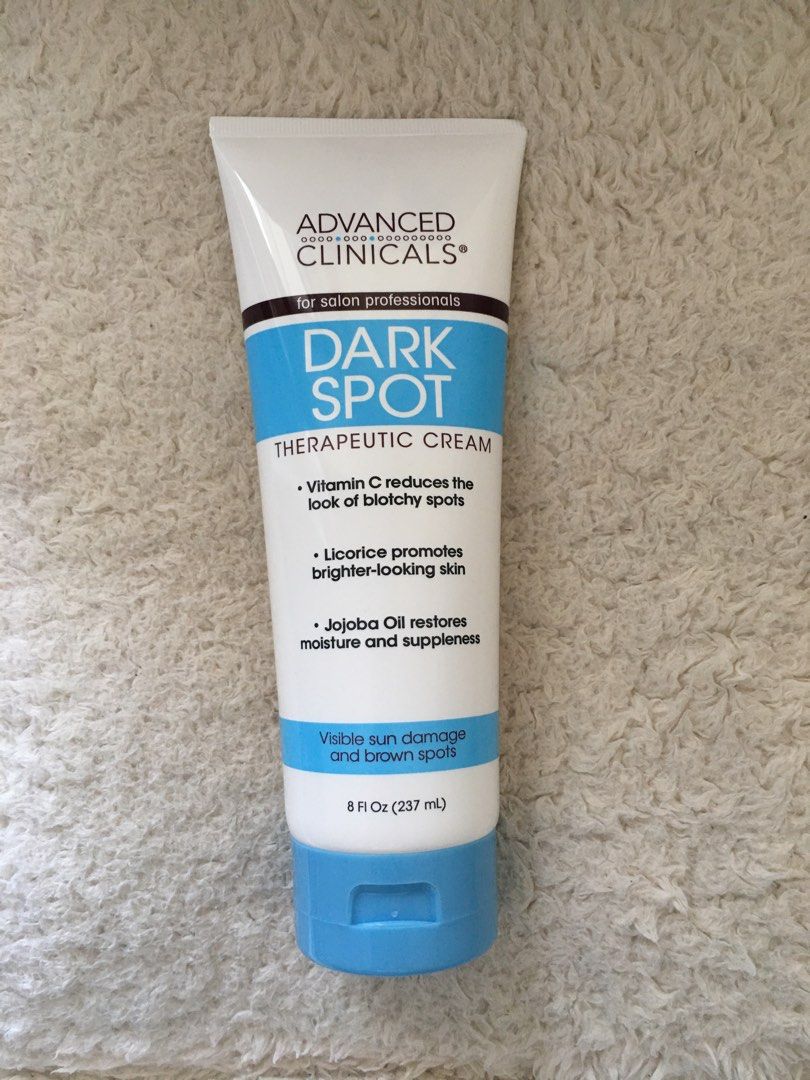 ADVANCED
CLINICALS®
for salon professionals
DARK
SPOT
THERAPEUTIC CREAM
• Vitamin C reduces the
look of blotchy spots
• Licorice promotes
brighter-looking skin
• Jojoba Oil restores
moisture and suppleness
Visible sun damage
and brown spots
8 Fl Oz (237 mL)